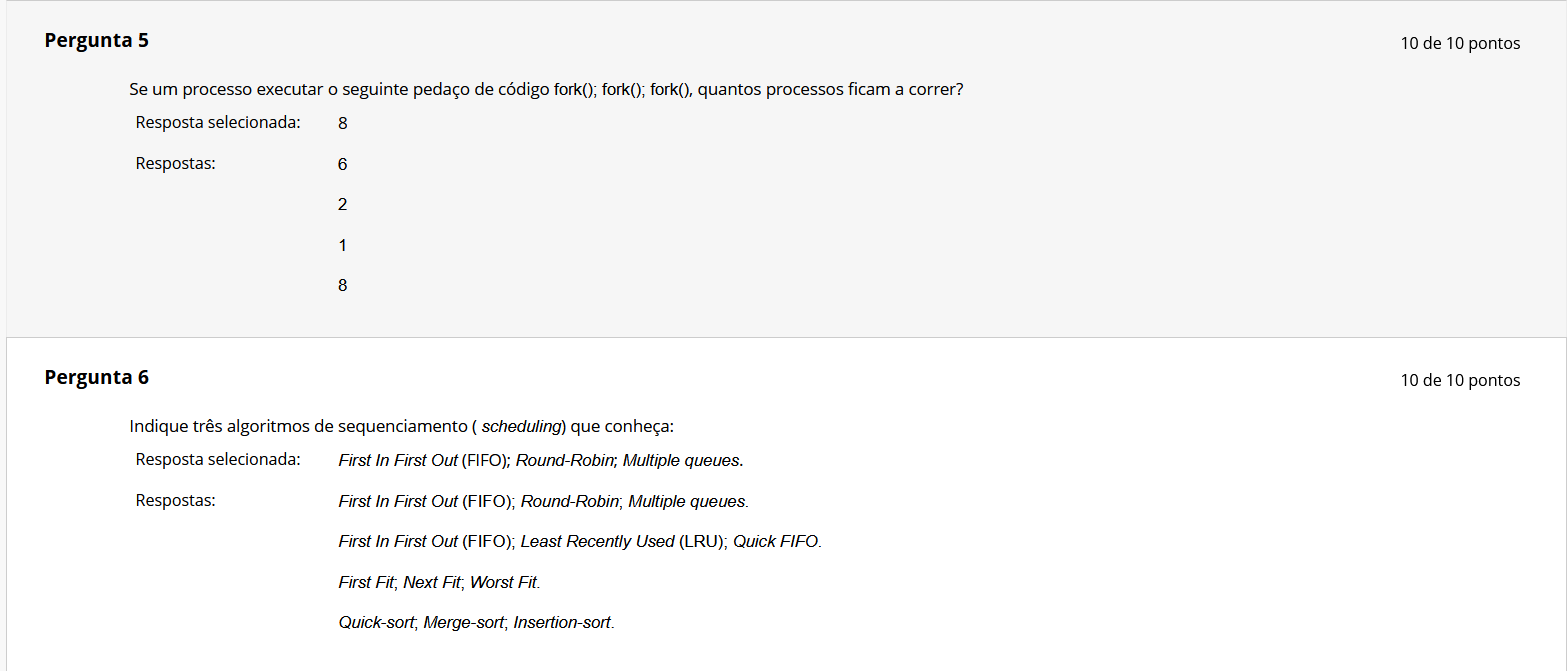 Pergunta 5
10 de 10 pontos
Se um processo executar o seguinte pedaço de código fork(); fork(); fork(), quantos processos ficam a correr?
Resposta selecionada: 8
Respostas: 6
2
1
8
Pergunta 6
10 de 10 pontos
Indique três algoritmos de sequenciamento ( scheduling) que conheça:
Resposta selecionada: First In First Out (FIFO); Round-Robin; Multiple queues.
Respostas: First In First Out (FIFO); Round-Robin; Multiple queues.
First In First Out (FIFO); Least Recently Used (LRU); Quick FIFO.
First Fit; Next Fit; Worst Fit.
Quick-sort; Merge-sort; Insertion-sort.